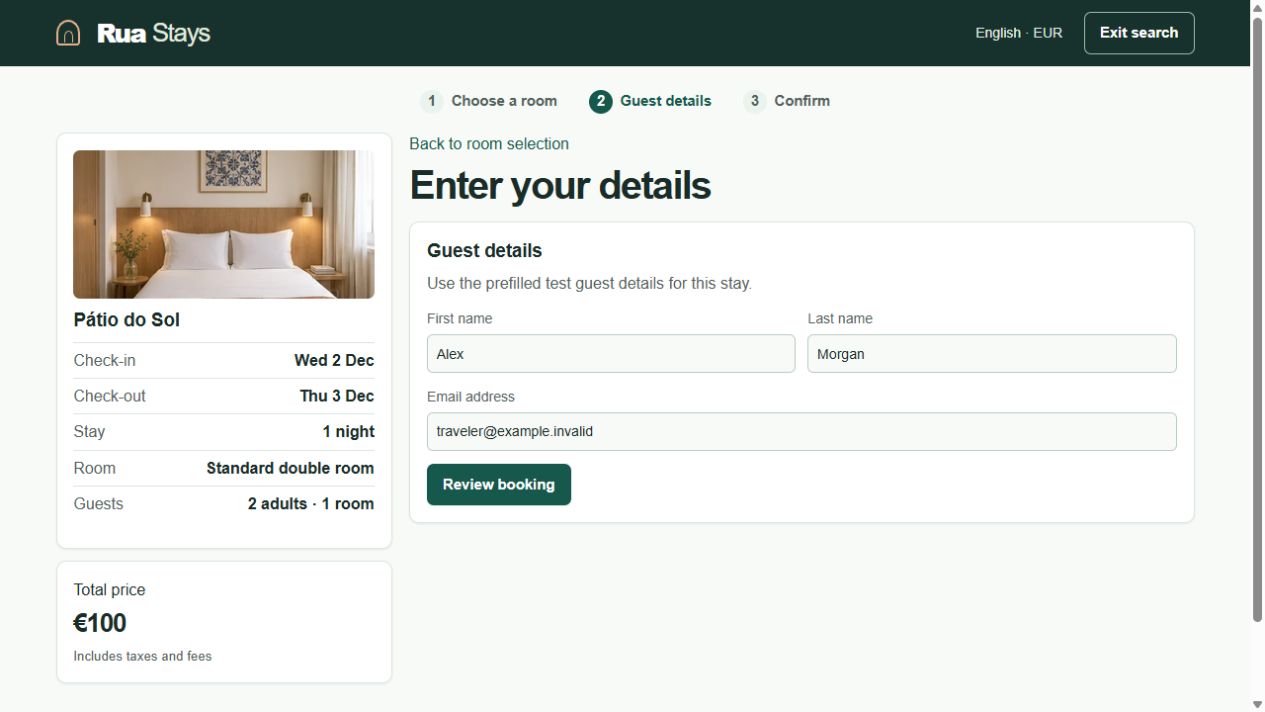 Rua Stays
English · EUR
Exit search
1 Choose a room
2 Guest details
3 Confirm
Pátio do Sol
Check-in Wed 2 Dec
Check-out Thu 3 Dec
Stay 1 night
Room Standard double room
Guests 2 adults · 1 room
Total price
€100
Includes taxes and fees
Back to room selection
Enter your details
Guest details
Use the prefilled test guest details for this stay.
First name
Alex
Last name
Morgan
Email address
traveler@example.invalid
Review booking